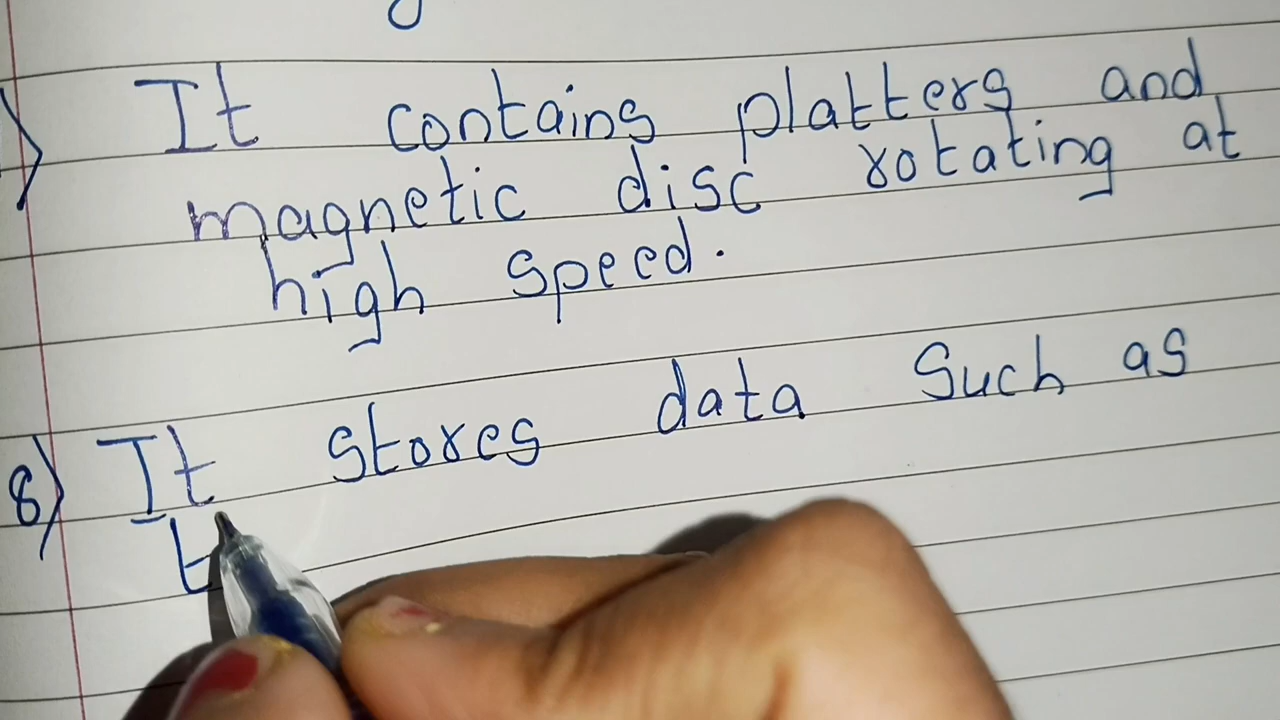 ) It contains platters and
magnetic disc rotating at
high speed.
8) It stores data such as
t